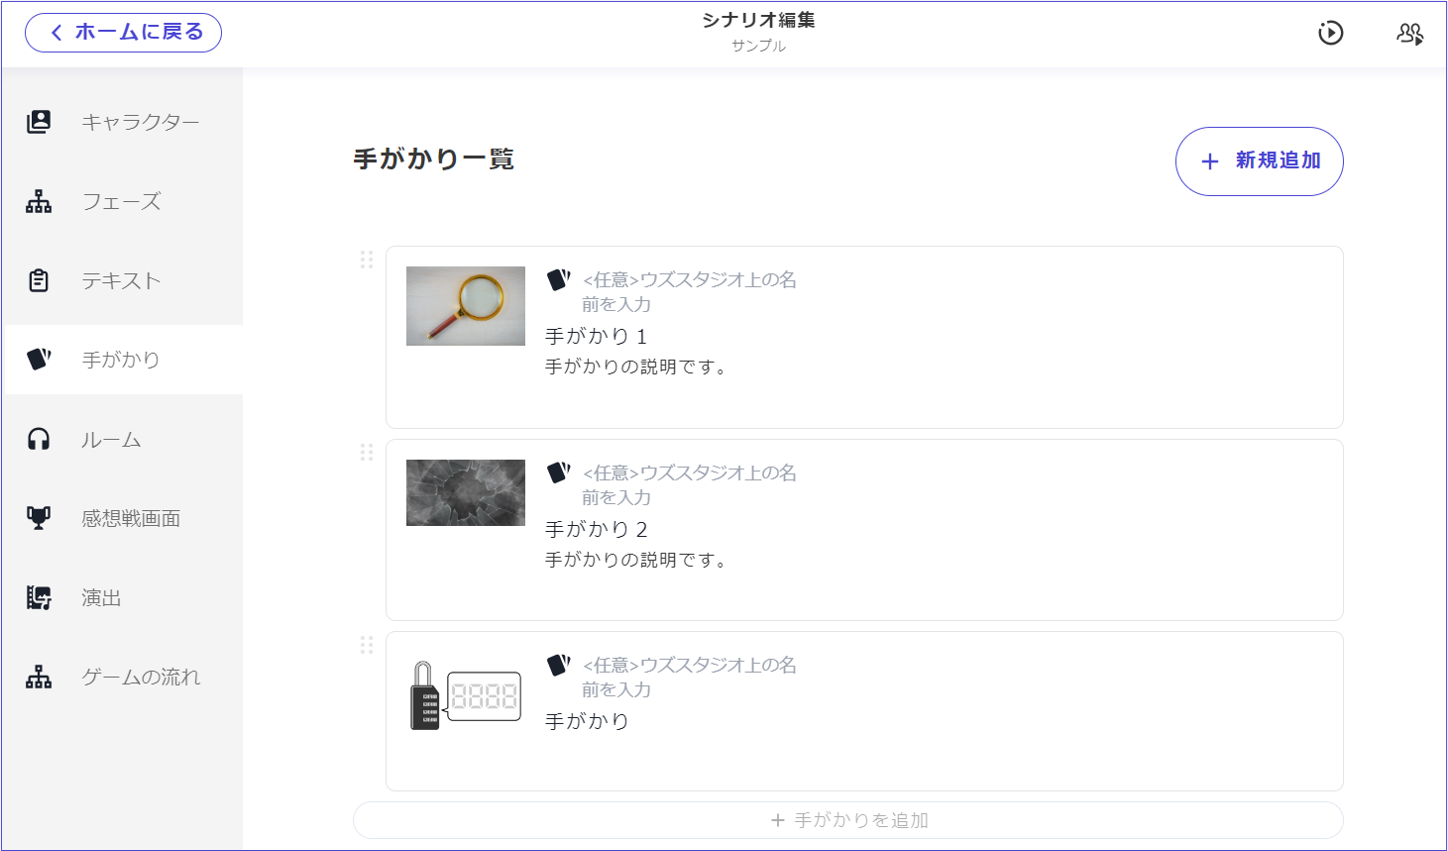 ホームに戻る
シナリオ編集
サンプル
キャラクター
フェーズ
テキスト
手がかり
ルーム
感想戦画面
演出
ゲームの流れ
手がかり一覧
＋ 新規追加
<任意>ウズスタジオ上の名
前を入力
手がかり 1
手がかりの説明です。
<任意>ウズスタジオ上の名
前を入力
手がかり 2
手がかりの説明です。
8888
<任意>ウズスタジオ上の名
前を入力
手がかり
＋ 手がかりを追加